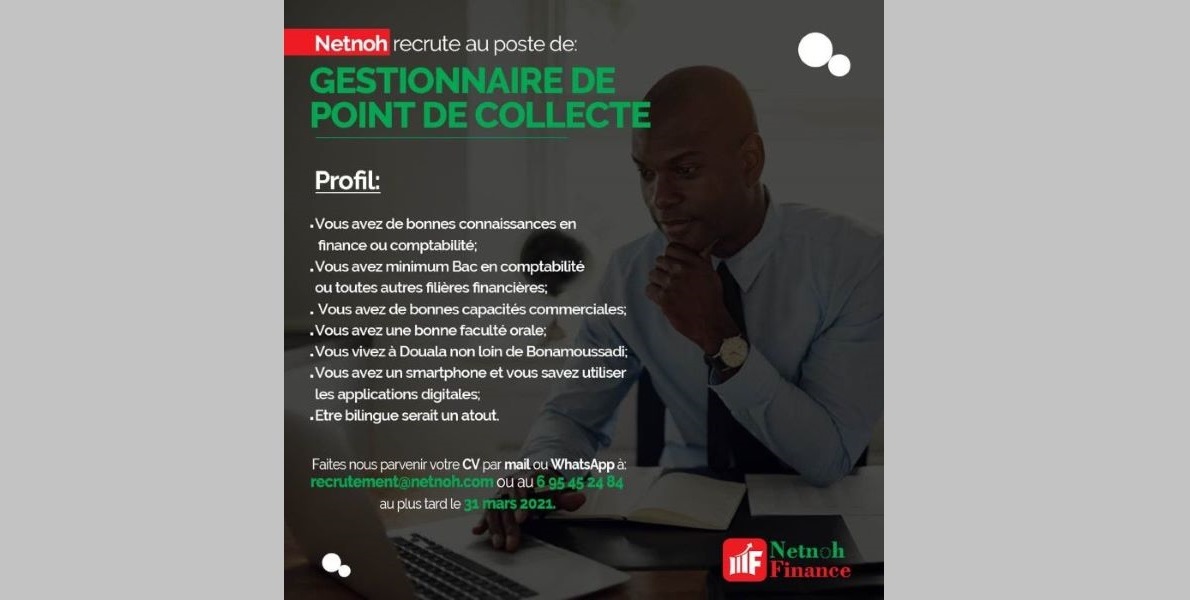 Netnoh recrute au poste de:
GESTIONNAIRE DE
POINT DE COLLECTE
Profil:
.Vous avez de bonnes connaissances en
finance ou comptabilité;
.Vous avez minimum Bac en comptabilité
ou toutes autres filières financières;
. Vous avez de bonnes capacités commerciales;
.Vous avez une bonne faculté orale;
.Vous vivez à Douala non loin de Bonamoussadi;
.Vous avez un smartphone et vous savez utiliser
les applications digitales;
.Etre bilingue serait un atout.
Faites nous parvenir votre CV par mail ou WhatsApp à:
recrutement@netnoh.com ou au 6 95 45 24 84
au plus tard le 31 mars 2021.
Netnoh
Finance